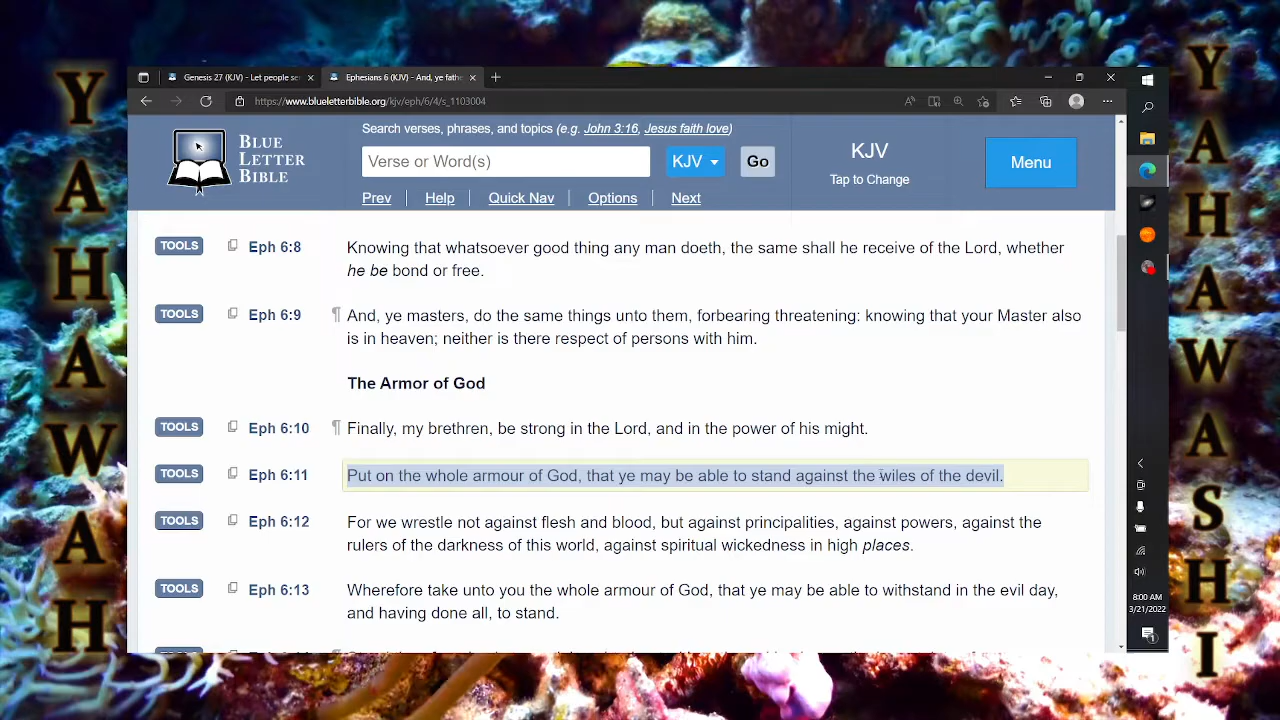 YAHAWAH
Genesis 27 (KJV) - Let people se
Ephesians 6 (KJV) - And, ye fath
https://www.blueletterbible.org/kjv/eph/6/4/s_1103004
BLUE
LETTER
BIBLE
Search verses, phrases, and topics (e.g. John 3:16, Jesus faith love)
Verse or Word(s)
KJV
Go
KJV
Tap to Change
Menu
Prev
Help
Quick Nav
Options
Next
TOOLS Eph 6:8 Knowing that whatsoever good thing any man doeth, the same shall he receive of the Lord, whether
he be bond or free.
TOOLS Eph 6:9 ¶ And, ye masters, do the same things unto them, forbearing threatening: knowing that your Master also
is in heaven; neither is there respect of persons with him.
The Armor of God
TOOLS Eph 6:10 ¶ Finally, my brethren, be strong in the Lord, and in the power of his might.
TOOLS Eph 6:11 Put on the whole armour of God, that ye may be able to stand against the wiles of the devil.
TOOLS Eph 6:12 For we wrestle not against flesh and blood, but against principalities, against powers, against the
rulers of the darkness of this world, against spiritual wickedness in high places.
TOOLS Eph 6:13 Wherefore take unto you the whole armour of God, that ye may be able to withstand in the evil day,
and having done all, to stand.
8:00 AM
3/21/2022
1
YAHAWASHI